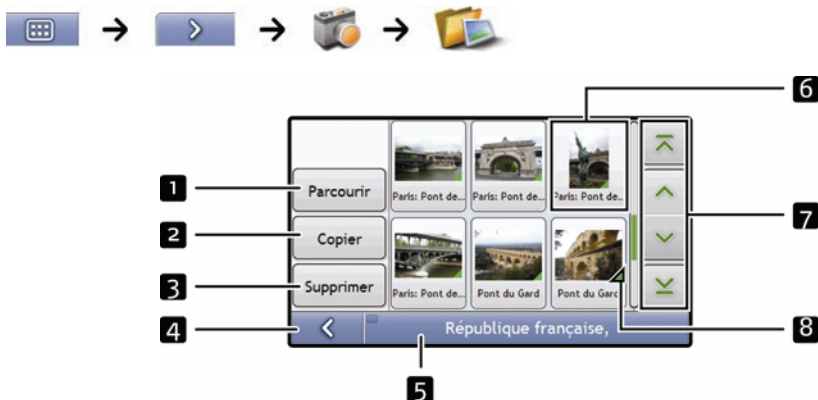 6
Parcourir
Paris: Pont de...
Paris: Pont de...
Paris: Pont de...
1
7
2
Copier
3
Supprimer
Paris: Pont de...
Pont du Gard
Pont du Gard
4
République française,
8
5